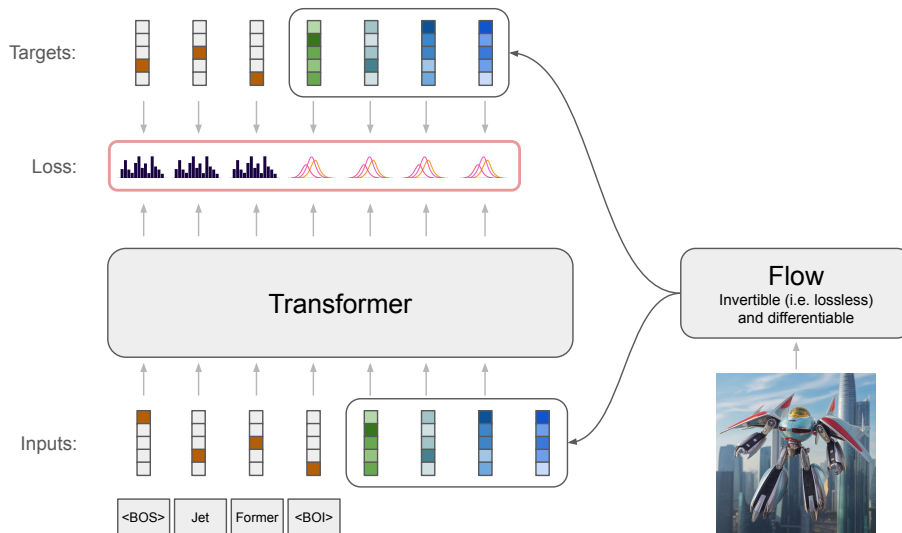 Targets:
Loss:
Transformer
Flow
Invertible (i.e. lossless)
and differentiable
Inputs:
<BOS>
Jet
Former
<BOI>